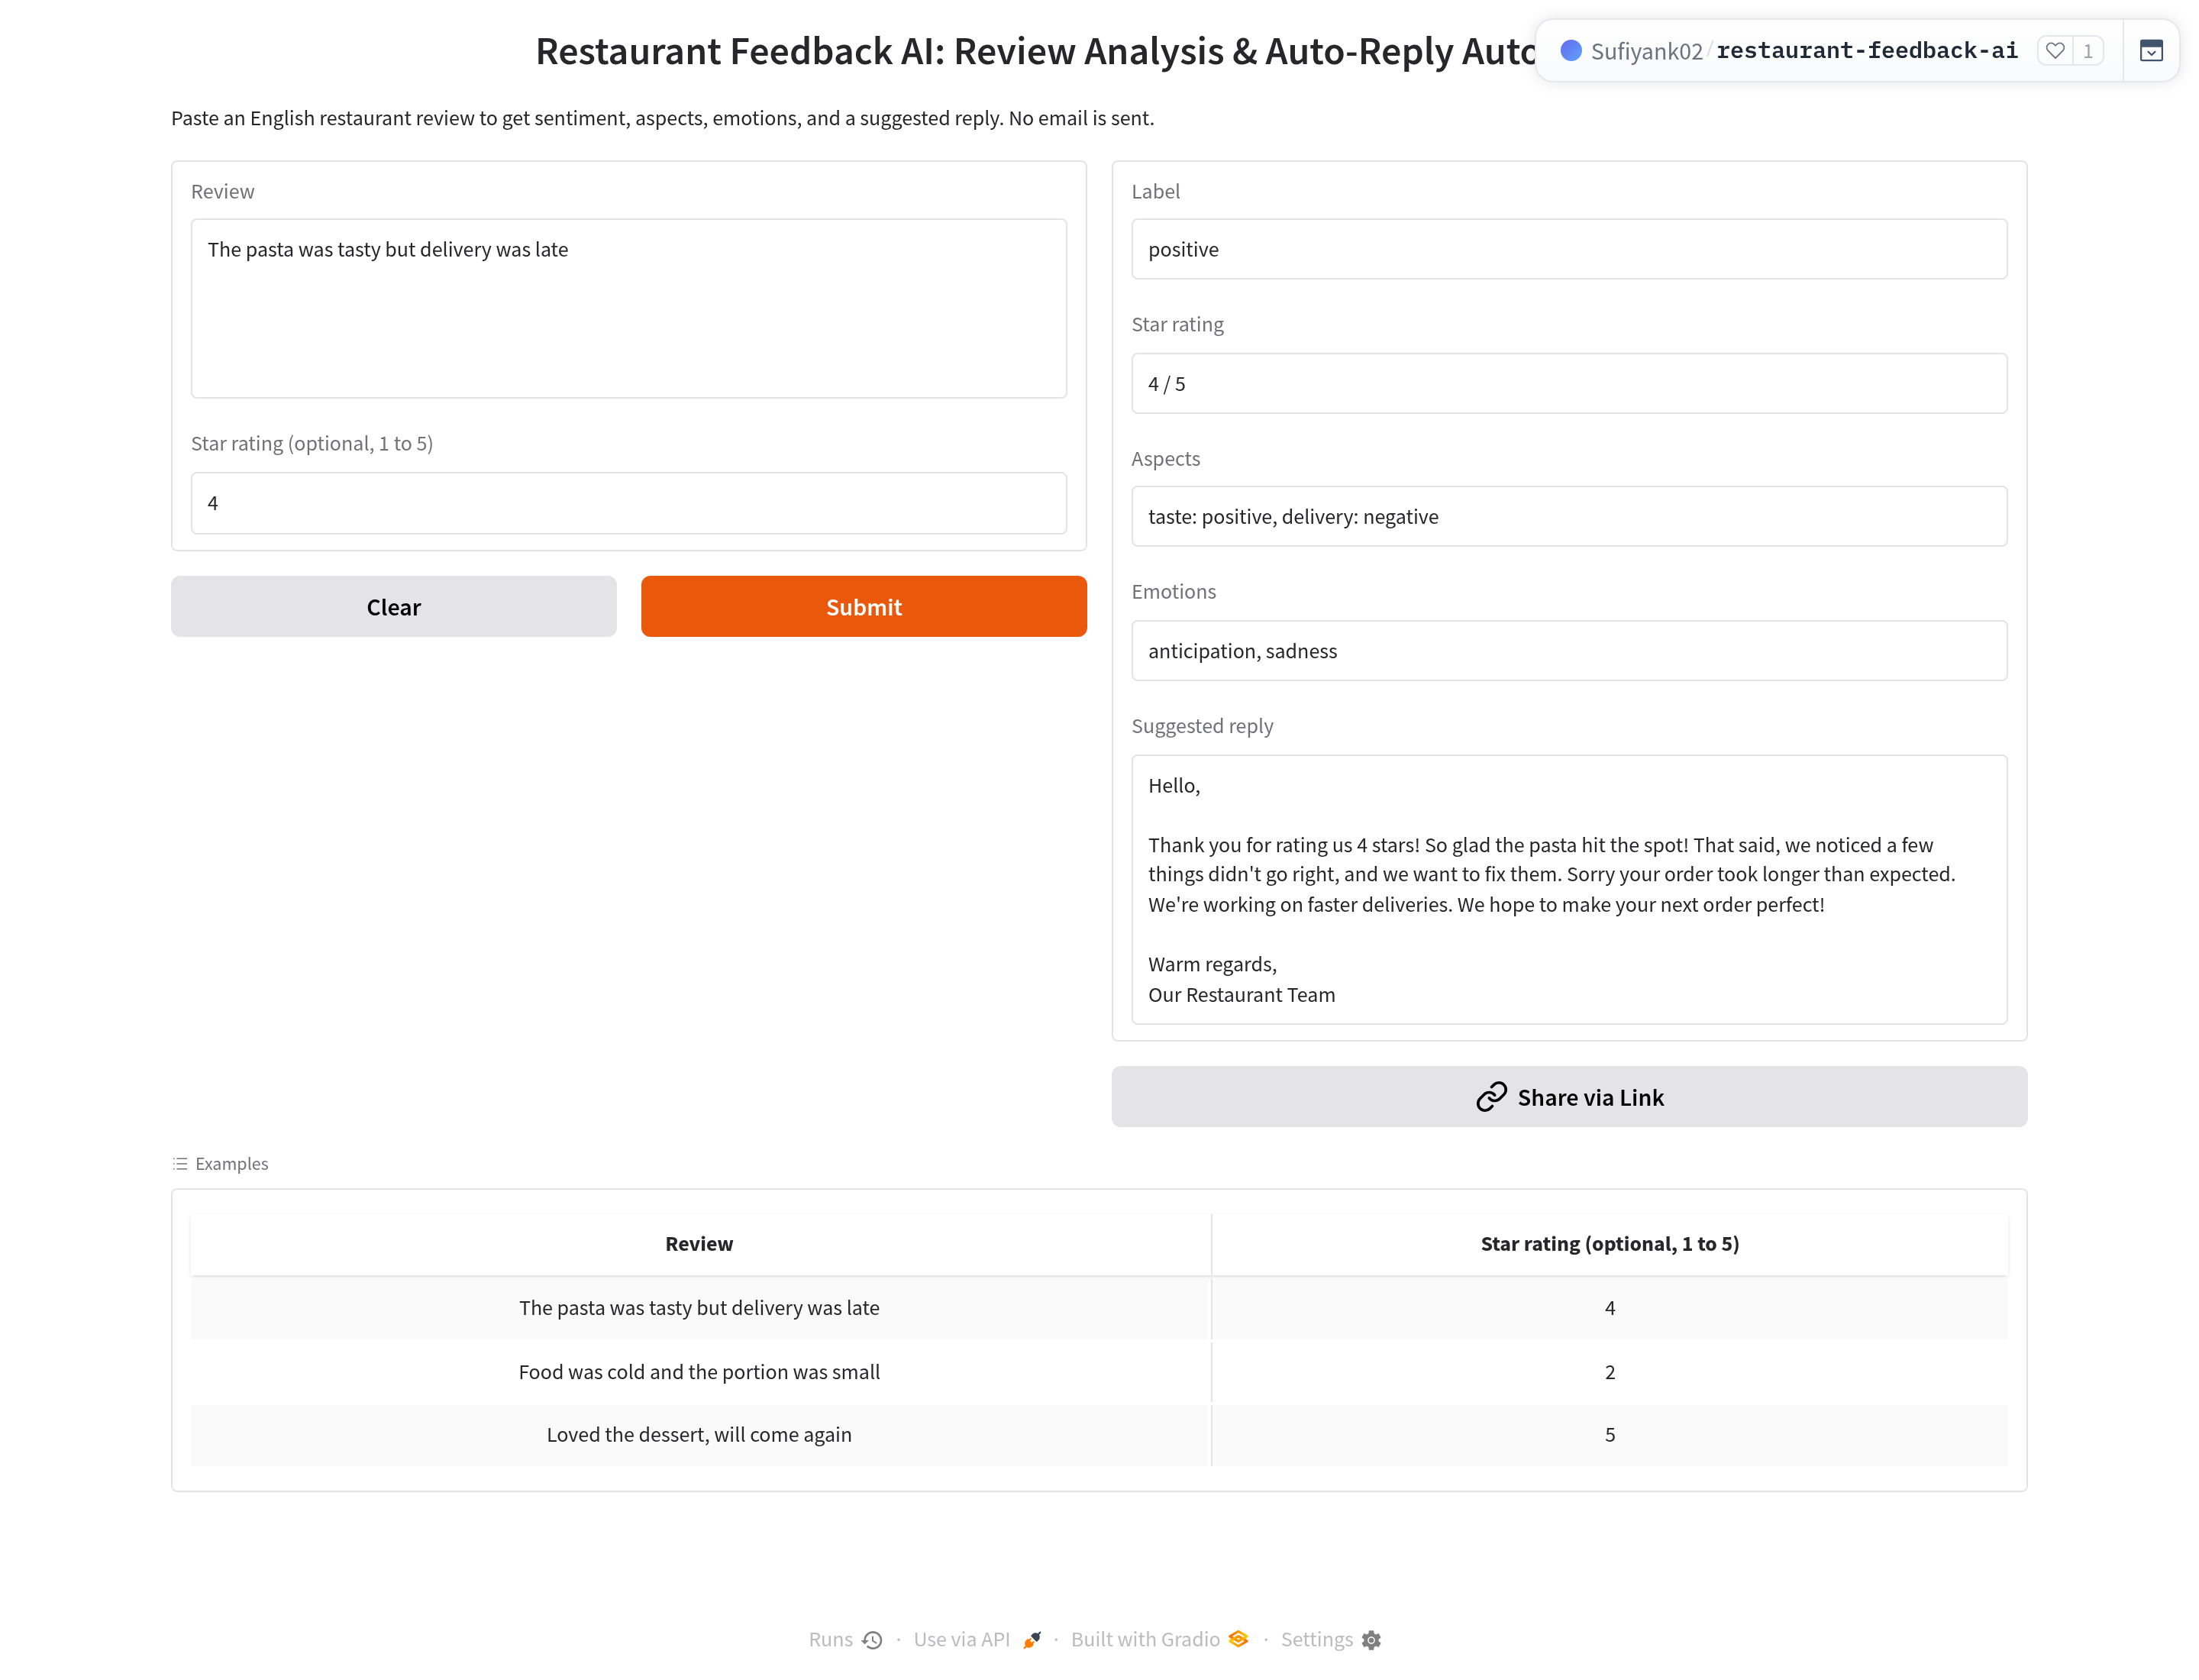 Restaurant Feedback AI: Review Analysis & Auto-Reply Auto
Sufiyank02/restaurant-feedback-ai
1
Paste an English restaurant review to get sentiment, aspects, emotions, and a suggested reply. No email is sent.
Review
The pasta was tasty but delivery was late
Star rating (optional, 1 to 5)
4
Clear
Submit
Label
positive
Star rating
4 / 5
Aspects
taste: positive, delivery: negative
Emotions
anticipation, sadness
Suggested reply
Hello,
Thank you for rating us 4 stars! So glad the pasta hit the spot! That said, we noticed a few
things didn't go right, and we want to fix them. Sorry your order took longer than expected.
We're working on faster deliveries. We hope to make your next order perfect!
Warm regards,
Our Restaurant Team
Share via Link
Examples
Review Star rating (optional, 1 to 5)
The pasta was tasty but delivery was late 4
Food was cold and the portion was small 2
Loved the dessert, will come again 5
Runs · Use via API · Built with Gradio · Settings